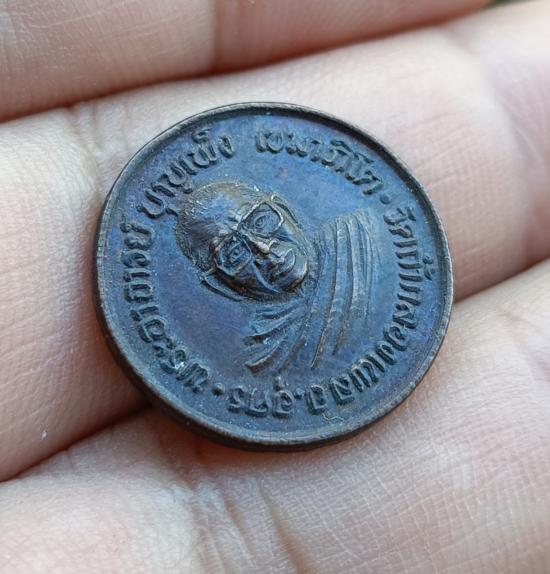 พระอาจารย์ บุญเพ็ง เขมาภิโต • วัดถ้ำกลองเพล จ.อุดร •